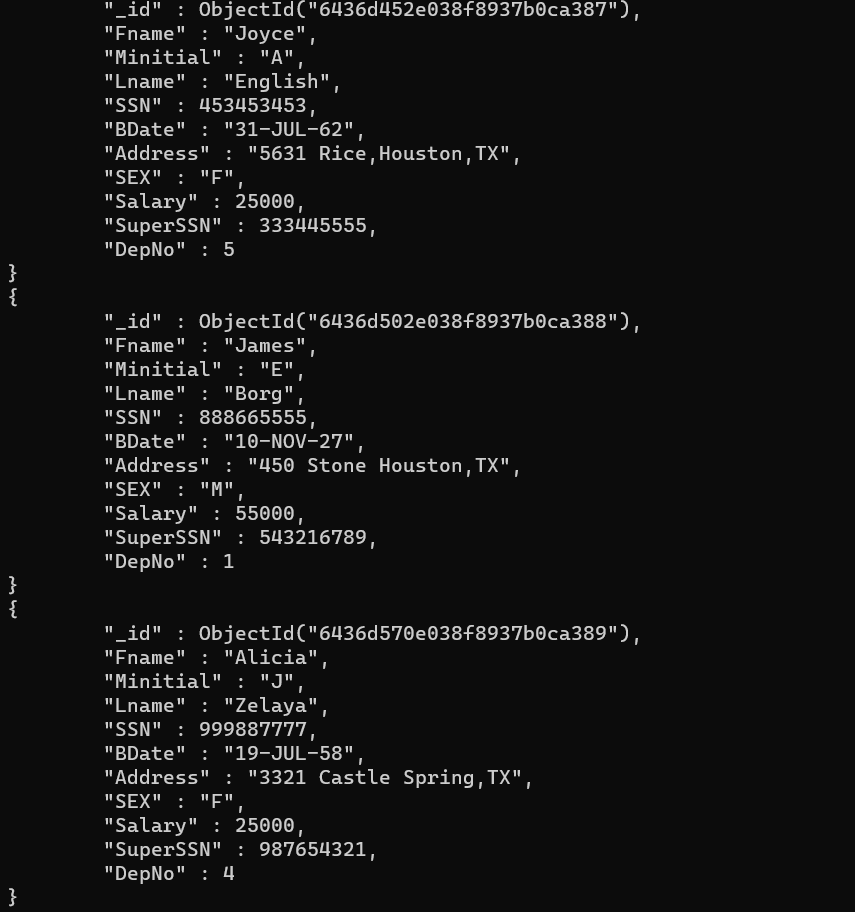 "_id" : ObjectId("6436d452e038f8937b0ca387"),
"Fname" : "Joyce",
"Minitial" : "A",
"Lname" : "English",
"SSN" : 453453453,
"BDate" : "31-JUL-62",
"Address" : "5631 Rice,Houston,TX",
"SEX" : "F",
"Salary" : 25000,
"SuperSSN" : 333445555,
"DepNo" : 5
}
{
"_id" : ObjectId("6436d502e038f8937b0ca388"),
"Fname" : "James",
"Minitial" : "E",
"Lname" : "Borg",
"SSN" : 888665555,
"BDate" : "10-NOV-27",
"Address" : "450 Stone Houston,TX",
"SEX" : "M",
"Salary" : 55000,
"SuperSSN" : 543216789,
"DepNo" : 1
}
{
"_id" : ObjectId("6436d570e038f8937b0ca389"),
"Fname" : "Alicia",
"Minitial" : "J",
"Lname" : "Zelaya",
"SSN" : 999887777,
"BDate" : "19-JUL-58",
"Address" : "3321 Castle Spring,TX",
"SEX" : "F",
"Salary" : 25000,
"SuperSSN" : 987654321,
"DepNo" : 4
}